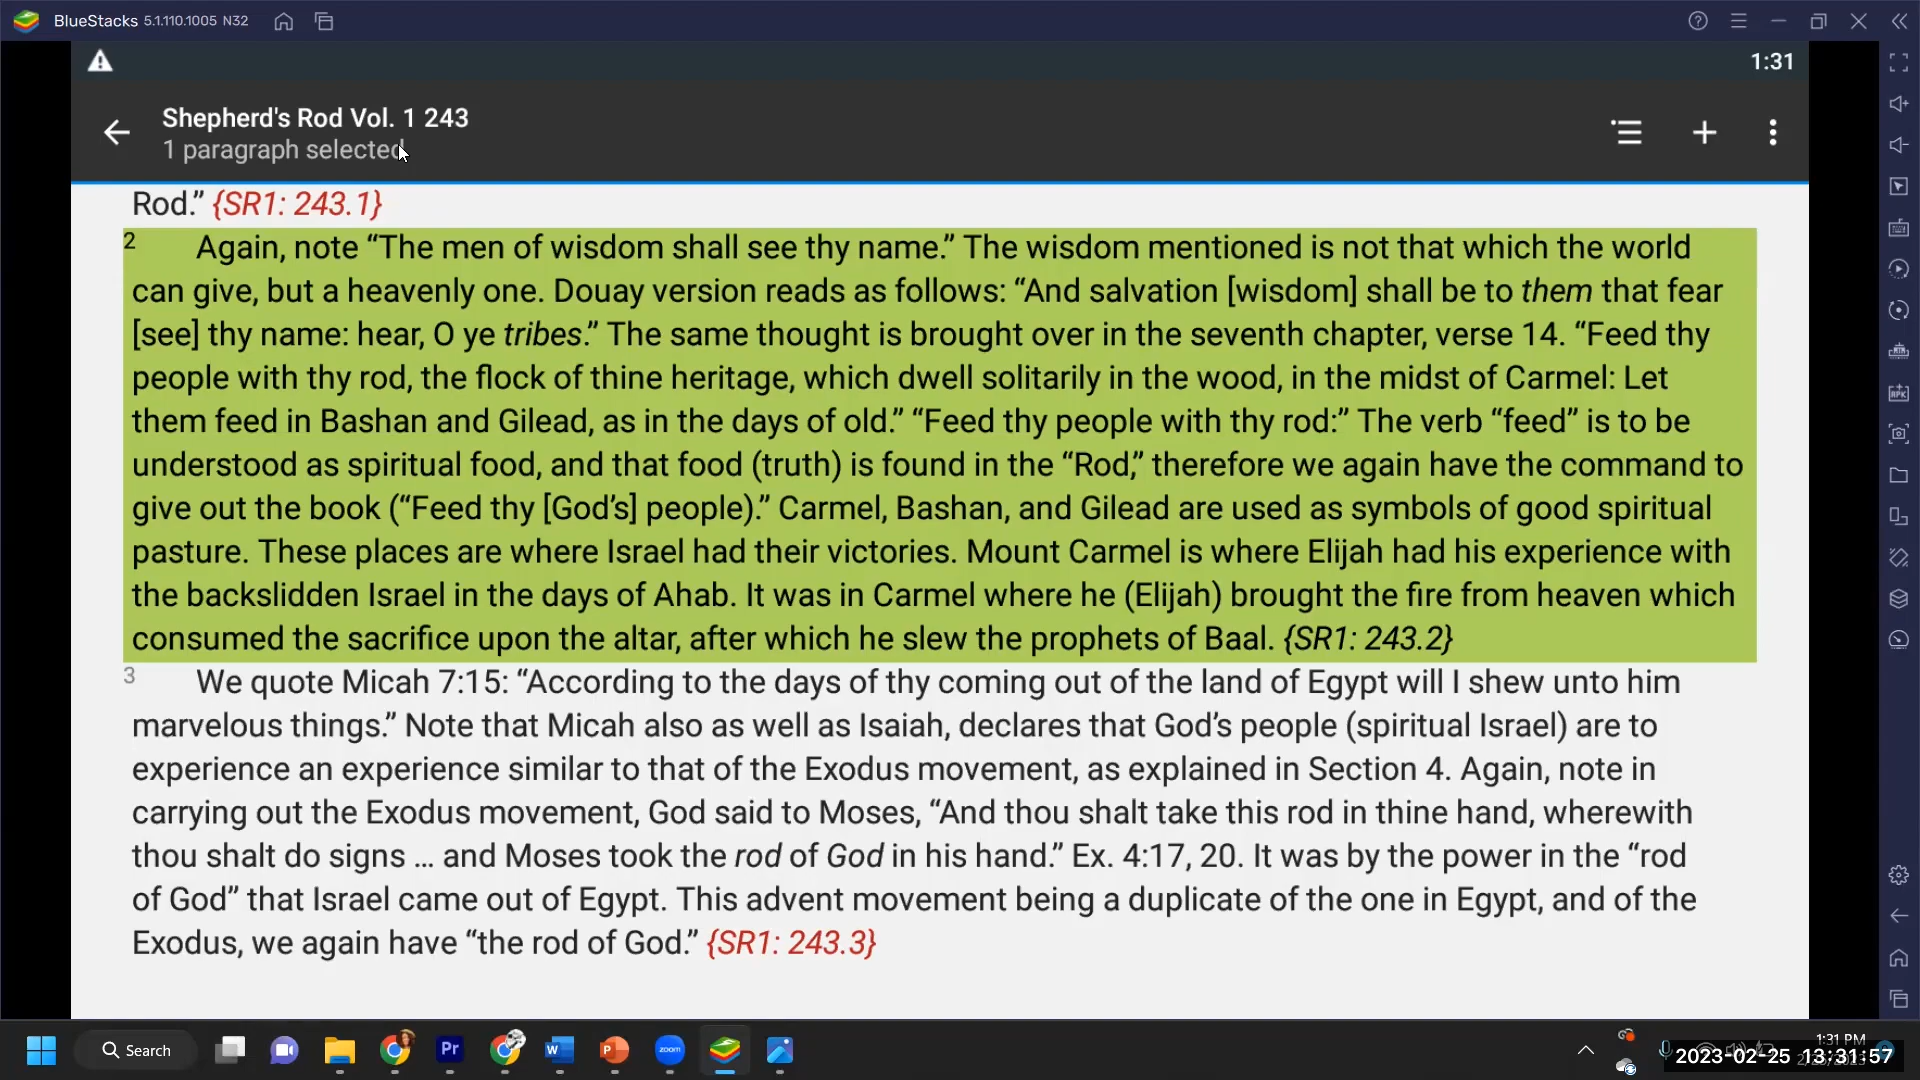 BlueStacks 5.1.110.1005 N32
1:31
Shepherd's Rod Vol. 1 243
1 paragraph selected
Rod.” {SR1: 243.1}
2 Again, note “The men of wisdom shall see thy name.” The wisdom mentioned is not that which the world
can give, but a heavenly one. Douay version reads as follows: “And salvation [wisdom] shall be to them that fear
[see] thy name: hear, O ye tribes.” The same thought is brought over in the seventh chapter, verse 14. “Feed thy
people with thy rod, the flock of thine heritage, which dwell solitarily in the wood, in the midst of Carmel: Let
them feed in Bashan and Gilead, as in the days of old.” “Feed thy people with thy rod:” The verb “feed” is to be
understood as spiritual food, and that food (truth) is found in the “Rod,” therefore we again have the command to
give out the book (“Feed thy [God’s] people).” Carmel, Bashan, and Gilead are used as symbols of good spiritual
pasture. These places are where Israel had their victories. Mount Carmel is where Elijah had his experience with
the backslidden Israel in the days of Ahab. It was in Carmel where he (Elijah) brought the fire from heaven which
consumed the sacrifice upon the altar, after which he slew the prophets of Baal. {SR1: 243.2}
3 We quote Micah 7:15: “According to the days of thy coming out of the land of Egypt will I shew unto him
marvelous things.” Note that Micah also as well as Isaiah, declares that God’s people (spiritual Israel) are to
experience an experience similar to that of the Exodus movement, as explained in Section 4. Again, note in
carrying out the Exodus movement, God said to Moses, “And thou shalt take this rod in thine hand, wherewith
thou shalt do signs … and Moses took the rod of God in his hand.” Ex. 4:17, 20. It was by the power in the “rod
of God” that Israel came out of Egypt. This advent movement being a duplicate of the one in Egypt, and of the
Exodus, we again have “the rod of God.” {SR1: 243.3}
Search
Pr
W
P
zoom
1:31 PM
2023-02-25 13:31:57